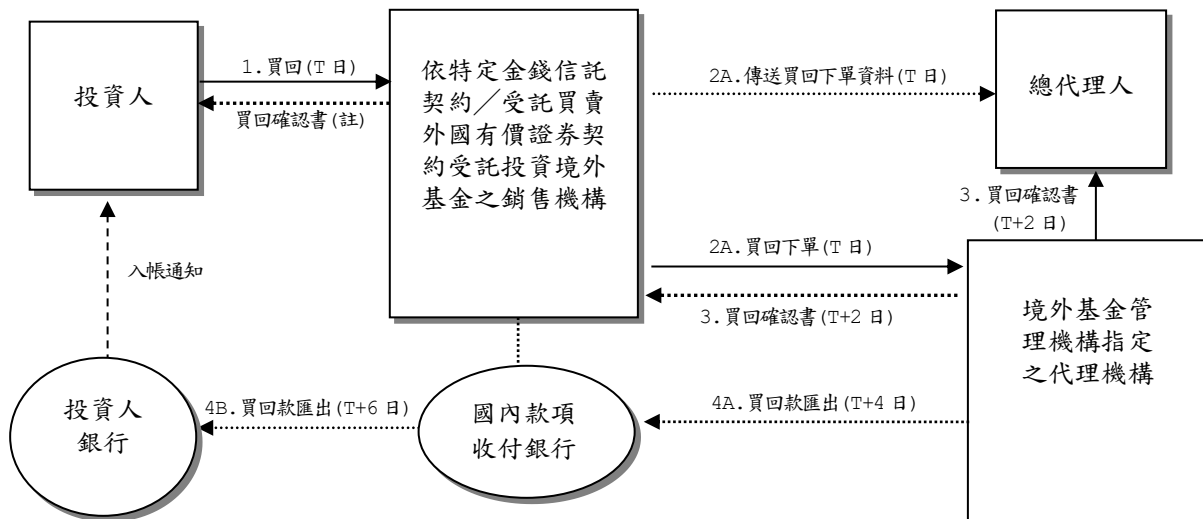 投資人
1.買回(T 日)
買回確認書(註)
依特定金錢信託
契約／受託買賣
外國有價證券契
約受託投資境外
基金之銷售機構
2A.傳送買回下單資料(T 日)
總代理人
3.買回確認書
(T+2 日)
2A.買回下單(T 日)
3.買回確認書(T+2 日)
境外基金管
理機構指定
之代理機構
入帳通知
投資人
銀行
4B.買回款匯出(T+6 日)
國內款項
收付銀行
4A.買回款匯出(T+4 日)